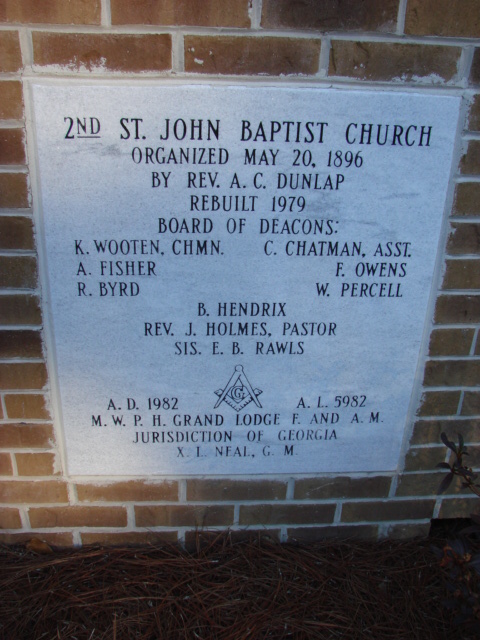 2ND ST. JOHN BAPTIST CHURCH
ORGANIZED MAY 20, 1896
BY REV. A. C. DUNLAP
REBUILT 1979
BOARD OF DEACONS:
K. WOOTEN, CHMN. C. CHATMAN, ASST.
A. FISHER F. OWENS
R. BYRD W. PERCELL
B. HENDRIX
REV. J. HOLMES, PASTOR
SIS. E. B. RAWLS
G
A. D. 1982 A. L. 5982
M. W. P. H. GRAND LODGE F. AND A. M.
JURISDICTION OF GEORGIA
X. L. NEAL, G. M.